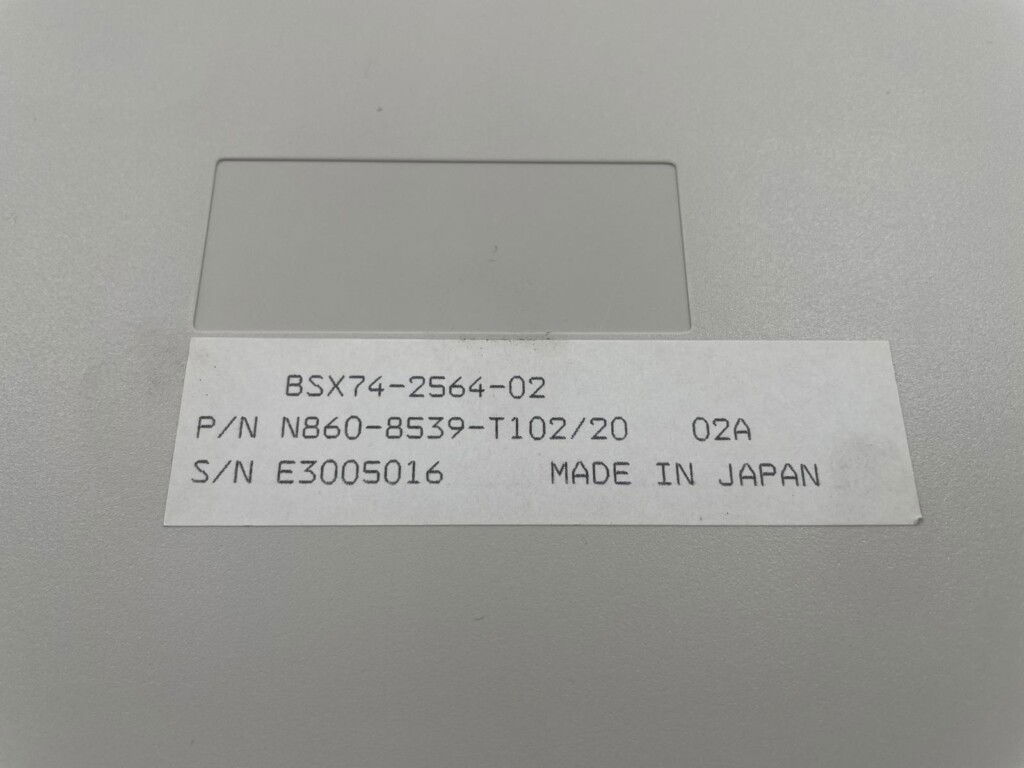 BSX74-2564-02
P/N N860-8539-T102/20 02A
S/N E3005016 MADE IN JAPAN